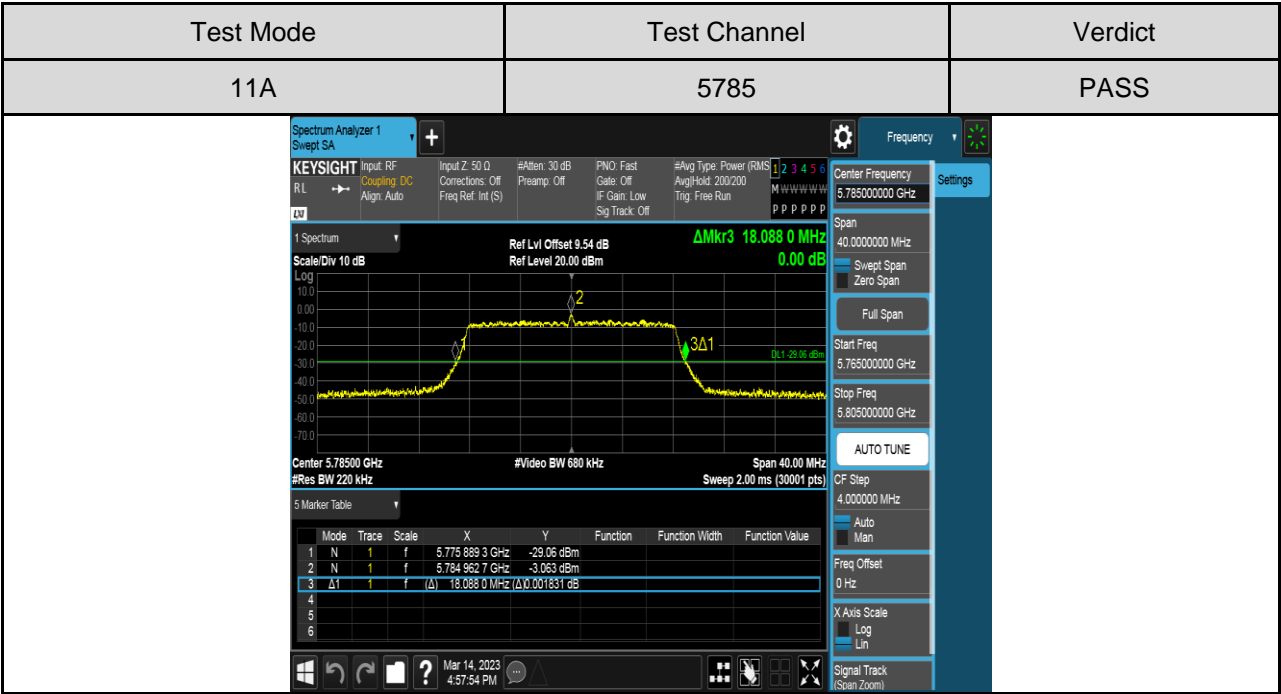 Test Mode Test Channel Verdict
11A 5785 PASS
Spectrum Analyzer 1
Swept SA
+
Frequency
KEYSIGHT
RL
LXI
Input: RF
Coupling: DC
Align: Auto
Input Z: 50 Ω
Corrections: Off
Freq Ref: Int (S)
#Atten: 30 dB
Preamp: Off
PNO: Fast
Gate: Off
IF Gain: Low
Sig Track: Off
#Avg Type: Power (RMS
Avg|Hold: 200/200
Trig: Free Run
1 2 3 4 5 6
M W W W W W
P P P P P P
1 Spectrum
Scale/Div 10 dB
Ref Lvl Offset 9.54 dB
Ref Level 20.00 dBm
ΔMkr3 18.088 0 MHz
0.00 dB
Log
10.0
0.00
-10.0
-20.0
-30.0
-40.0
-50.0
-60.0
-70.0
1
2
3Δ1
DL1 -29.06 dBm
Center 5.78500 GHz
#Res BW 220 kHz
#Video BW 680 kHz
Span 40.00 MHz
Sweep 2.00 ms (30001 pts)
5 Marker Table
Mode Trace Scale X Y Function Function Width Function Value
1 N 1 f 5.775 889 3 GHz -29.06 dBm
2 N 1 f 5.784 962 7 GHz -3.063 dBm
3 Δ1 1 f (Δ) 18.088 0 MHz (Δ)0.001831 dB
4
5
6
Mar 14, 2023
4:57:54 PM
?
Center Frequency
5.785000000 GHz
Settings
Span
40.0000000 MHz
Swept Span
Zero Span
Full Span
Start Freq
5.765000000 GHz
Stop Freq
5.805000000 GHz
AUTO TUNE
CF Step
4.000000 MHz
Auto
Man
Freq Offset
0 Hz
X Axis Scale
Log
Lin
Signal Track
(Span Zoom)